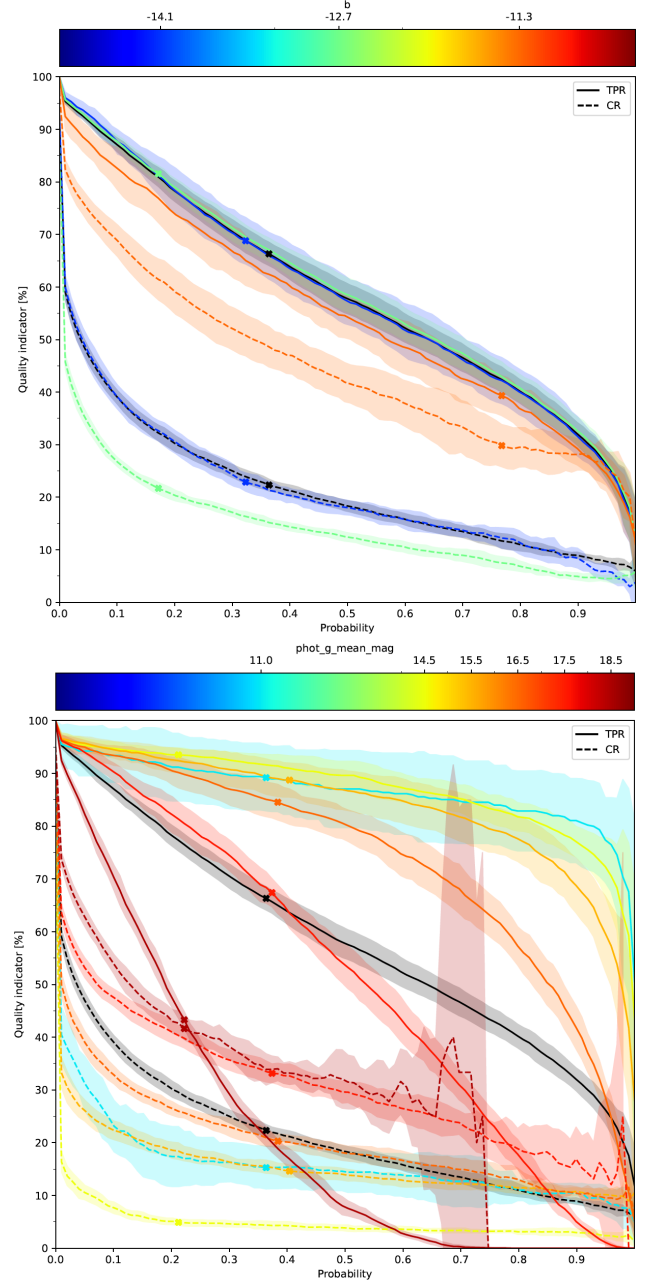 b
-14.1 -12.7 -11.3
100
90
80
70
60
50
40
30
20
10
0
Quality indicator [%]
TPR
CR
0.0 0.1 0.2 0.3 0.4 0.5 0.6 0.7 0.8 0.9
Probability
phot_g_mean_mag
11.0 14.5 15.5 16.5 17.5 18.5
100
90
80
70
60
50
40
30
20
10
0
Quality indicator [%]
TPR
CR
0.0 0.1 0.2 0.3 0.4 0.5 0.6 0.7 0.8 0.9
Probability